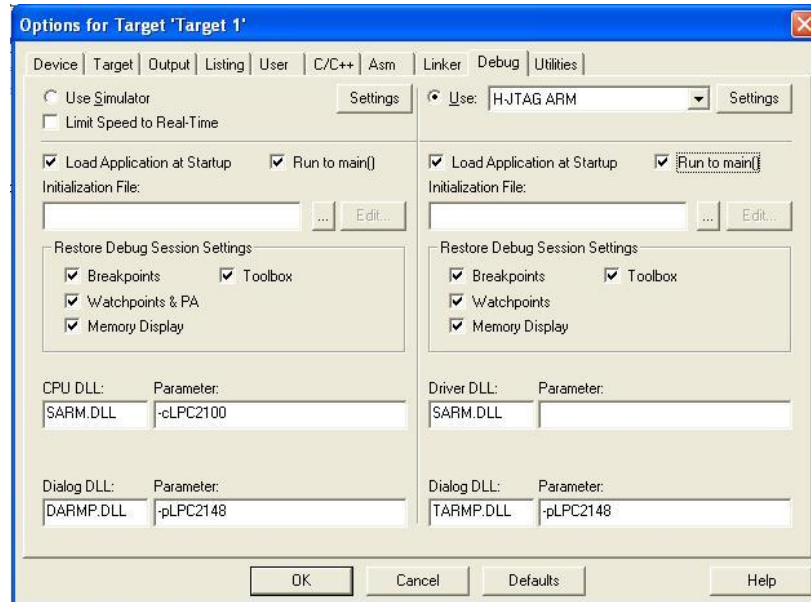 Options for Target 'Target 1'
Device Target Output Listing User C/C++ Asm Linker Debug Utilities
Use Simulator Settings
Limit Speed to Real-Time
Use: H-JTAG ARM Settings
Load Application at Startup Run to main()
Initialization File:
... Edit...
Restore Debug Session Settings
Breakpoints Toolbox
Watchpoints & PA
Memory Display
CPU DLL: Parameter:
SARM.DLL -cLPC2100
Dialog DLL: Parameter:
DARMP.DLL -pLPC2148
Load Application at Startup Run to main()
Initialization File:
... Edit...
Restore Debug Session Settings
Breakpoints Toolbox
Watchpoints
Memory Display
Driver DLL: Parameter:
SARM.DLL
Dialog DLL: Parameter:
TARMP.DLL -pLPC2148
OK Cancel Defaults Help